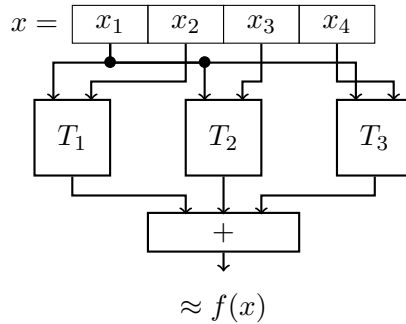 x = x₁ x₂ x₃ x₄
T₁ T₂ T₃
+
≈ f(x)